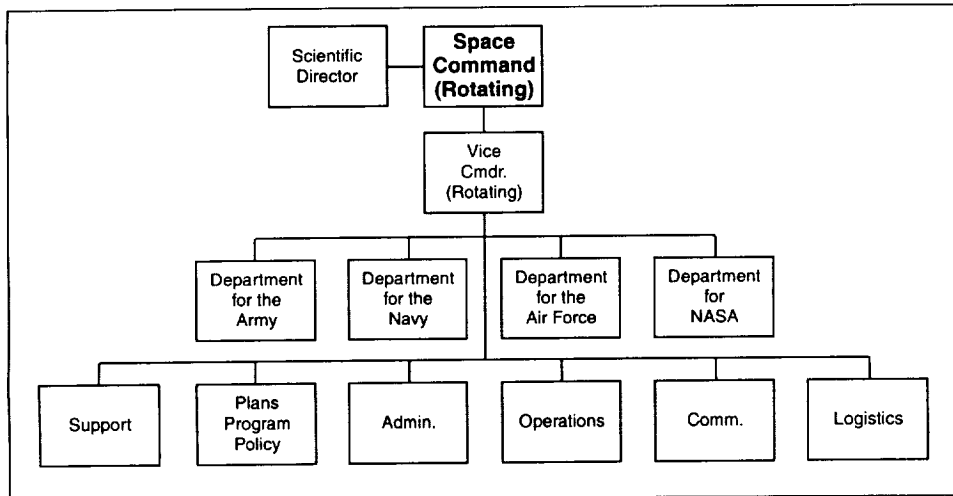 Scientific
Director
Space
Command
(Rotating)
Vice
Cmdr.
(Rotating)
Department
for the
Army
Department
for the
Navy
Department
for the
Air Force
Department
for
NASA
Support
Plans
Program
Policy
Admin.
Operations
Comm.
Logistics